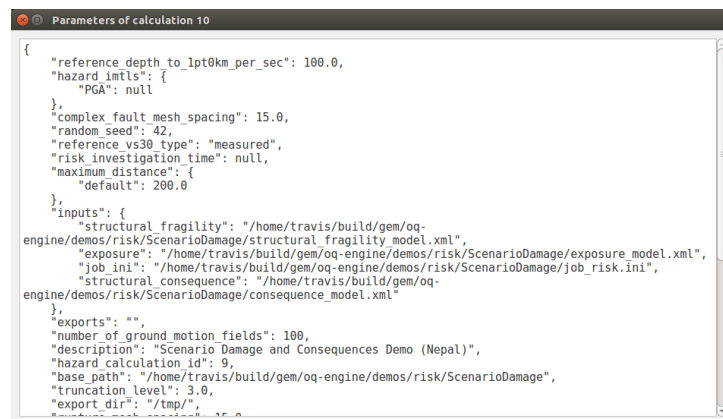 Parameters of calculation 10
{
    "reference_depth_to_1pt0km_per_sec": 100.0,
    "hazard_imtls": {
        "PGA": null
    },
    "complex_fault_mesh_spacing": 15.0,
    "random_seed": 42,
    "reference_vs30_type": "measured",
    "risk_investigation_time": null,
    "maximum_distance": {
        "default": 200.0
    },
    "inputs": {
        "structural_fragility": "/home/travis/build/gem/oq-
engine/demos/risk/ScenarioDamage/structural_fragility_model.xml",
        "exposure": "/home/travis/build/gem/oq-engine/demos/risk/ScenarioDamage/exposure_model.xml",
        "job_ini": "/home/travis/build/gem/oq-engine/demos/risk/ScenarioDamage/job_risk.ini",
        "structural_consequence": "/home/travis/build/gem/oq-
engine/demos/risk/ScenarioDamage/consequence_model.xml"
    },
    "exports": "",
    "number_of_ground_motion_fields": 100,
    "description": "Scenario Damage and Consequences Demo (Nepal)",
    "hazard_calculation_id": 9,
    "base_path": "/home/travis/build/gem/oq-engine/demos/risk/ScenarioDamage",
    "truncation_level": 3.0,
    "export_dir": "/tmp/",
    "rupture_mesh_spacing": 15.0